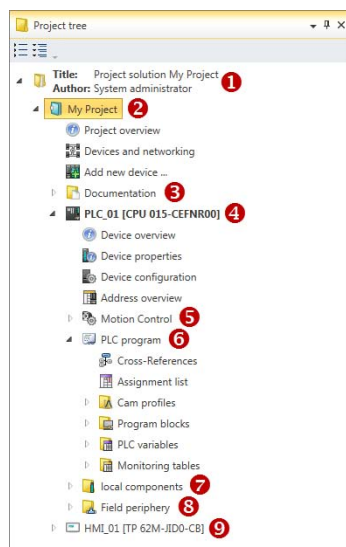 Project tree
Title: Project solution My Project
Author: System administrator 1
My Project 2
Project overview
Devices and networking
Add new device ...
Documentation 3
PLC_01 [CPU 015-CEFNR00] 4
Device overview
Device properties
Device configuration
Address overview
Motion Control 5
PLC program 6
Cross-References
Assignment list
Cam profiles
Program blocks
PLC variables
Monitoring tables
local components 7
Field periphery 8
HMI_01 [TP 62M-JID0-CB] 9